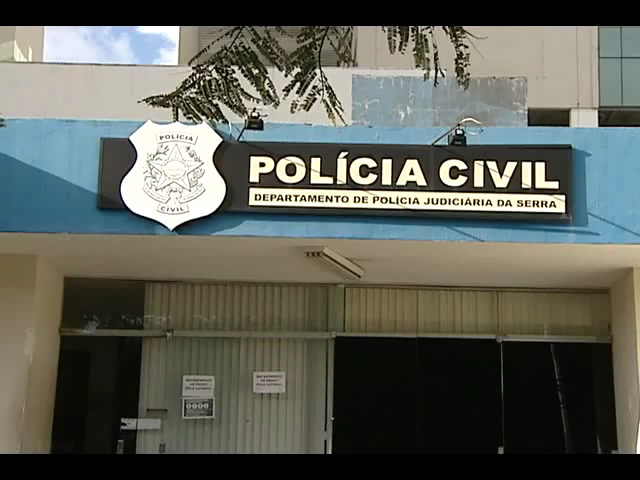 POLÍCIA
CIVIL
POLÍCIA CIVIL
DEPARTAMENTO DE POLÍCIA JUDICIÁRIA DA SERRA